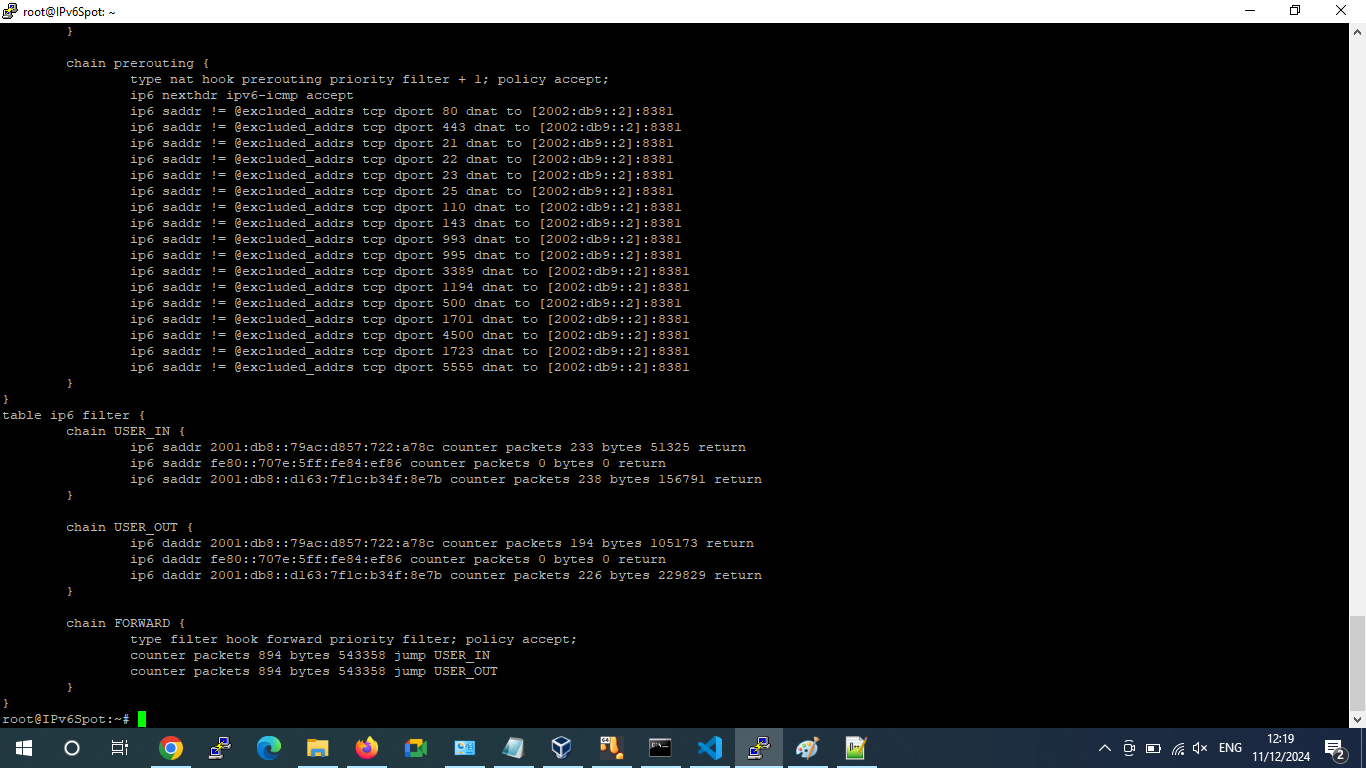 root@IPv6Spot: ~
}
chain prerouting {
type nat hook prerouting priority filter + 1; policy accept;
ip6 nexthdr ipv6-icmp accept
ip6 saddr != @excluded_addrs tcp dport 80 dnat to [2002:db9::2]:8381
ip6 saddr != @excluded_addrs tcp dport 443 dnat to [2002:db9::2]:8381
ip6 saddr != @excluded_addrs tcp dport 21 dnat to [2002:db9::2]:8381
ip6 saddr != @excluded_addrs tcp dport 22 dnat to [2002:db9::2]:8381
ip6 saddr != @excluded_addrs tcp dport 23 dnat to [2002:db9::2]:8381
ip6 saddr != @excluded_addrs tcp dport 25 dnat to [2002:db9::2]:8381
ip6 saddr != @excluded_addrs tcp dport 110 dnat to [2002:db9::2]:8381
ip6 saddr != @excluded_addrs tcp dport 143 dnat to [2002:db9::2]:8381
ip6 saddr != @excluded_addrs tcp dport 993 dnat to [2002:db9::2]:8381
ip6 saddr != @excluded_addrs tcp dport 995 dnat to [2002:db9::2]:8381
ip6 saddr != @excluded_addrs tcp dport 3389 dnat to [2002:db9::2]:8381
ip6 saddr != @excluded_addrs tcp dport 1194 dnat to [2002:db9::2]:8381
ip6 saddr != @excluded_addrs tcp dport 500 dnat to [2002:db9::2]:8381
ip6 saddr != @excluded_addrs tcp dport 1701 dnat to [2002:db9::2]:8381
ip6 saddr != @excluded_addrs tcp dport 4500 dnat to [2002:db9::2]:8381
ip6 saddr != @excluded_addrs tcp dport 1723 dnat to [2002:db9::2]:8381
ip6 saddr != @excluded_addrs tcp dport 5555 dnat to [2002:db9::2]:8381
}
}
table ip6 filter {
chain USER_IN {
ip6 saddr 2001:db8::79ac:d857:722:a78c counter packets 233 bytes 51325 return
ip6 saddr fe80::707e:5ff:fe84:ef86 counter packets 0 bytes 0 return
ip6 saddr 2001:db8::d163:7f1c:b34f:8e7b counter packets 238 bytes 156791 return
}
chain USER_OUT {
ip6 daddr 2001:db8::79ac:d857:722:a78c counter packets 194 bytes 105173 return
ip6 daddr fe80::707e:5ff:fe84:ef86 counter packets 0 bytes 0 return
ip6 daddr 2001:db8::d163:7f1c:b34f:8e7b counter packets 226 bytes 229829 return
}
chain FORWARD {
type filter hook forward priority filter; policy accept;
counter packets 894 bytes 543358 jump USER_IN
counter packets 894 bytes 543358 jump USER_OUT
}
}
root@IPv6Spot:~#
ENG
12:19
11/12/2024
2